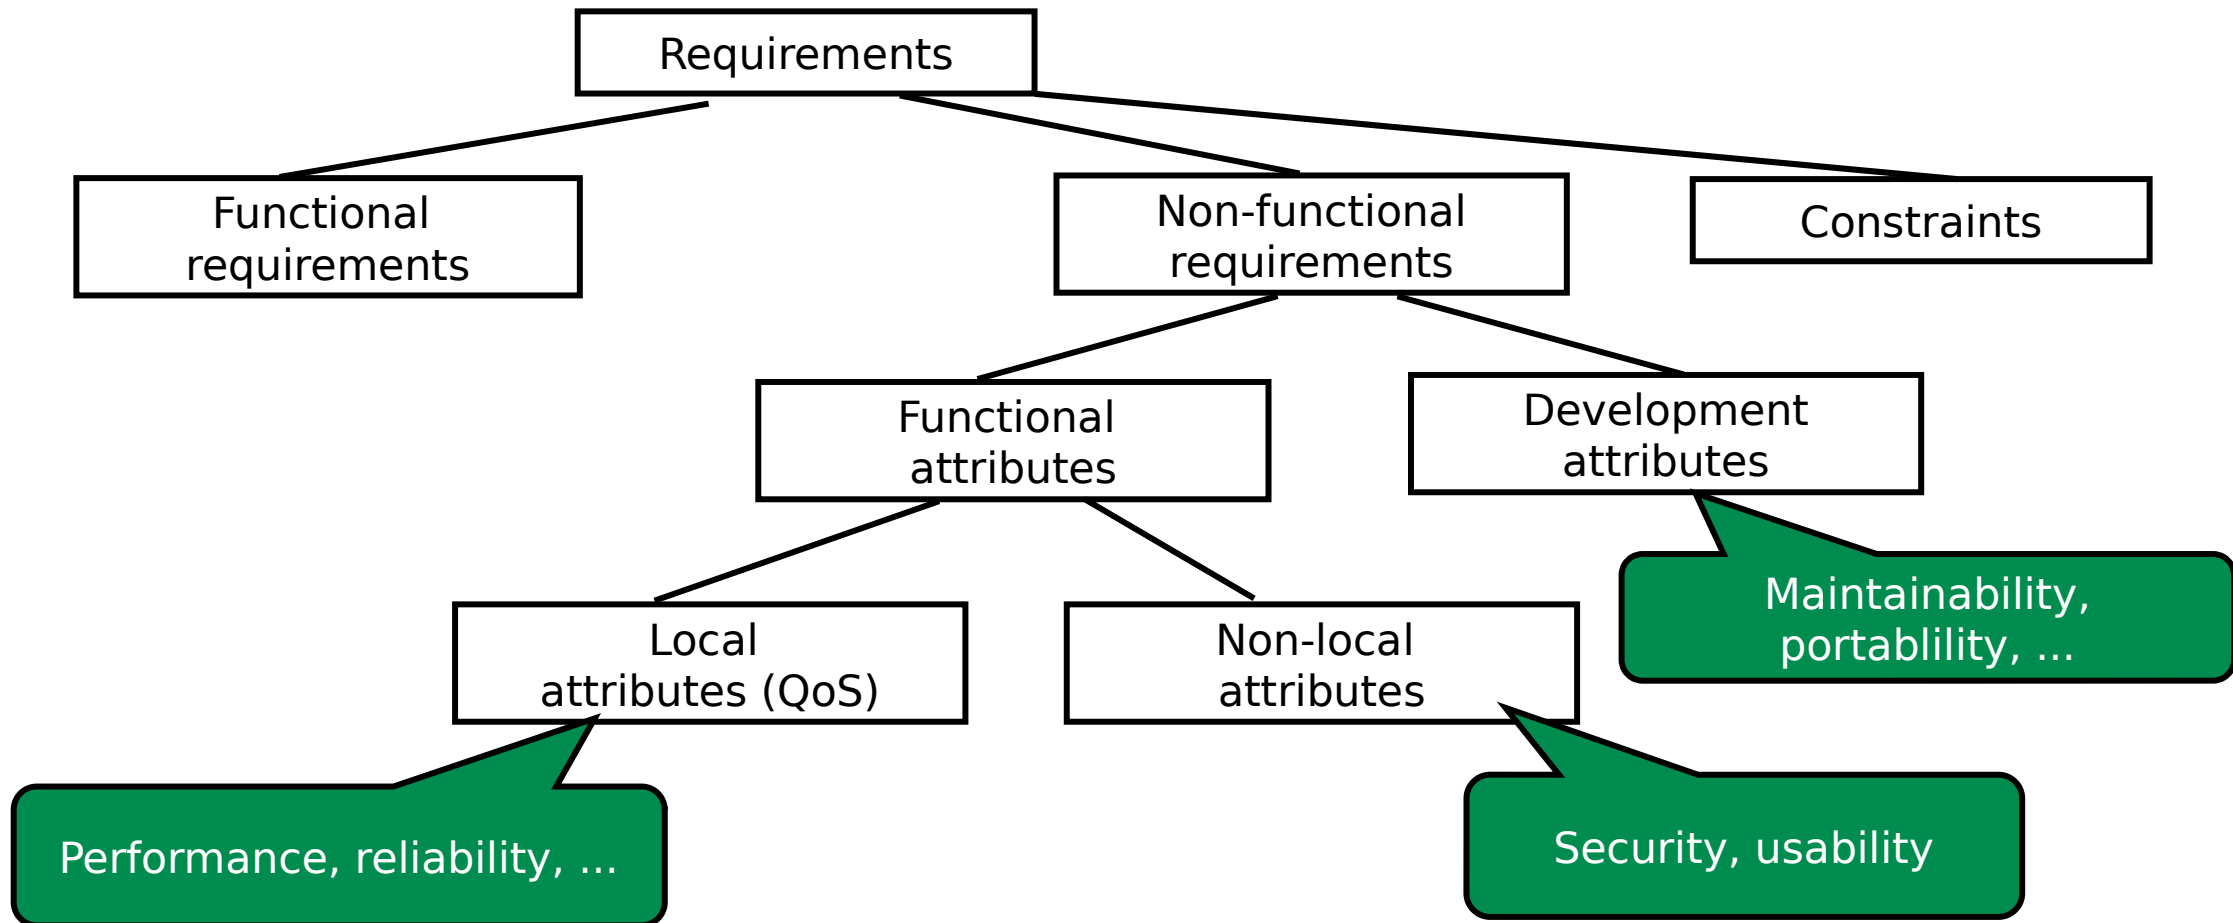 Requirements
Functional
requirements
Non-functional
requirements
Constraints
Functional
attributes
Development
attributes
Local
attributes (QoS)
Non-local
attributes
Maintainability,
portablility, ...
Performance, reliability, ...
Security, usability